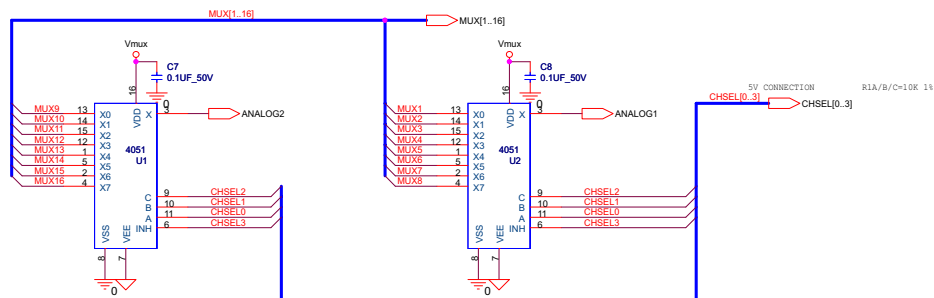 MUX[1..16]
MUX[1..16]
Vmux
C7
0.1UF_50V
0
16
VDD
MUX9 13 X0
MUX10 14 X1
MUX11 15 X2
MUX12 12 X3
MUX13 1 X4
MUX14 5 X5
MUX15 2 X6
MUX16 4 X7
X 3 ANALOG2
4051
U1
C 9 CHSEL2
B 10 CHSEL1
A 11 CHSEL0
INH 6 CHSEL3
VSS VEE
8 7
0
Vmux
C8
0.1UF_50V
0
16
VDD
MUX1 13 X0
MUX2 14 X1
MUX3 15 X2
MUX4 12 X3
MUX5 1 X4
MUX6 5 X5
MUX7 2 X6
MUX8 4 X7
X 3 ANALOG1
4051
U2
C 9 CHSEL2
B 10 CHSEL1
A 11 CHSEL0
INH 6 CHSEL3
VSS VEE
8 7
0
5V CONNECTION R1A/B/C=10K 1%
CHSEL[0..3]
CHSEL[0..3]